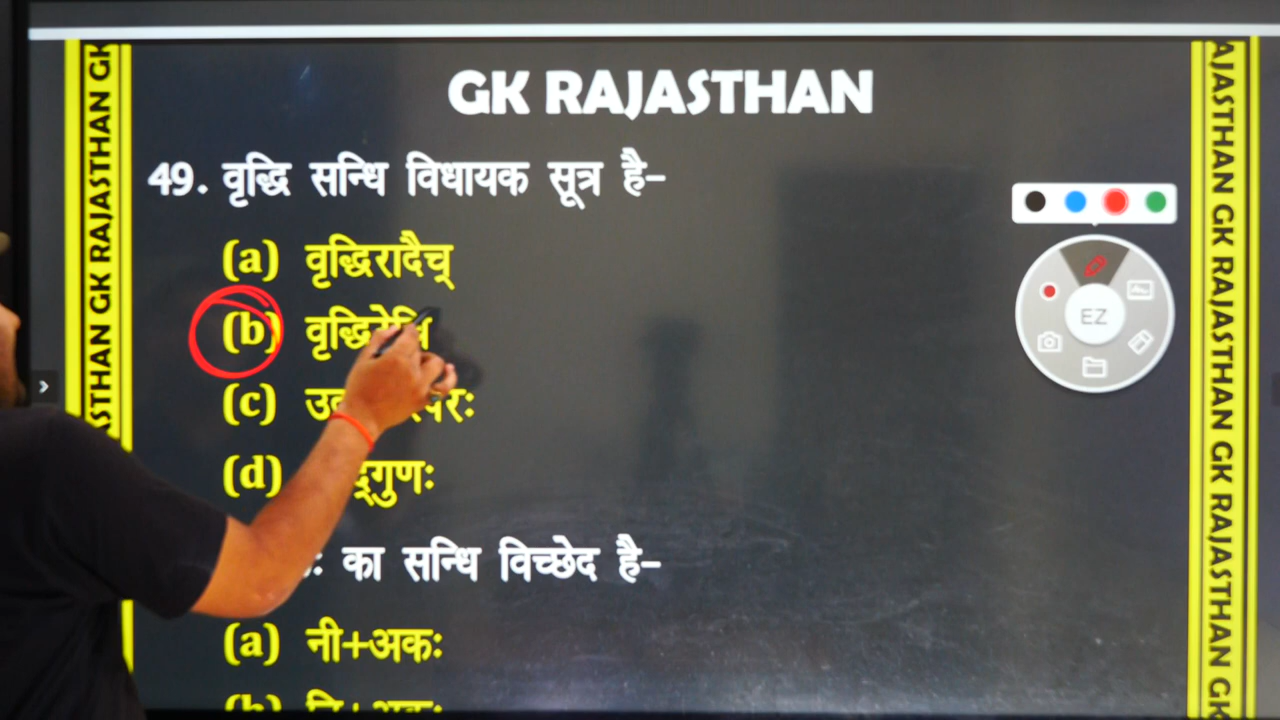 GK RAJASTHAN
49. वृद्धि सन्धि विधायक सूत्र है-
(a) वृद्धिरादैच्
(b)
(c)
(d)
का सन्धि विच्छेद है-
(a) नी+अकः
EZ
RAJASTHAN GK
GK RAJASTHAN GK RAJASTHAN GK RAJASTHAN GK